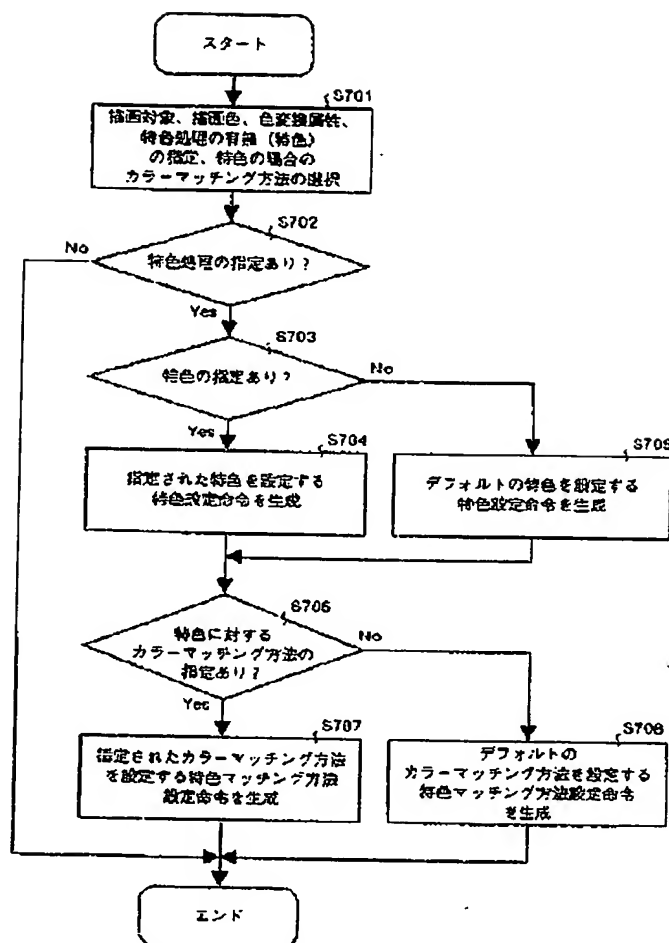 スタート
S701
描画対象、描画色、色変換属性、
特色処理の有無（特色）
の指定、特色の場合の
カラーマッチング方法の選択
S702
No
特色処理の指定あり？
Yes
S703
特色の指定あり？
No
Yes
S704
指定された特色を設定する
特色設定命令を生成
S705
デフォルトの特色を設定する
特色設定命令を生成
S706
特色に対する
カラーマッチング方法の
指定あり？
No
Yes
S707
指定されたカラーマッチング方法
を設定する特色マッチング方法
設定命令を生成
S708
デフォルトの
カラーマッチング方法を設定する
特色マッチング方法設定命令
を生成
エンド